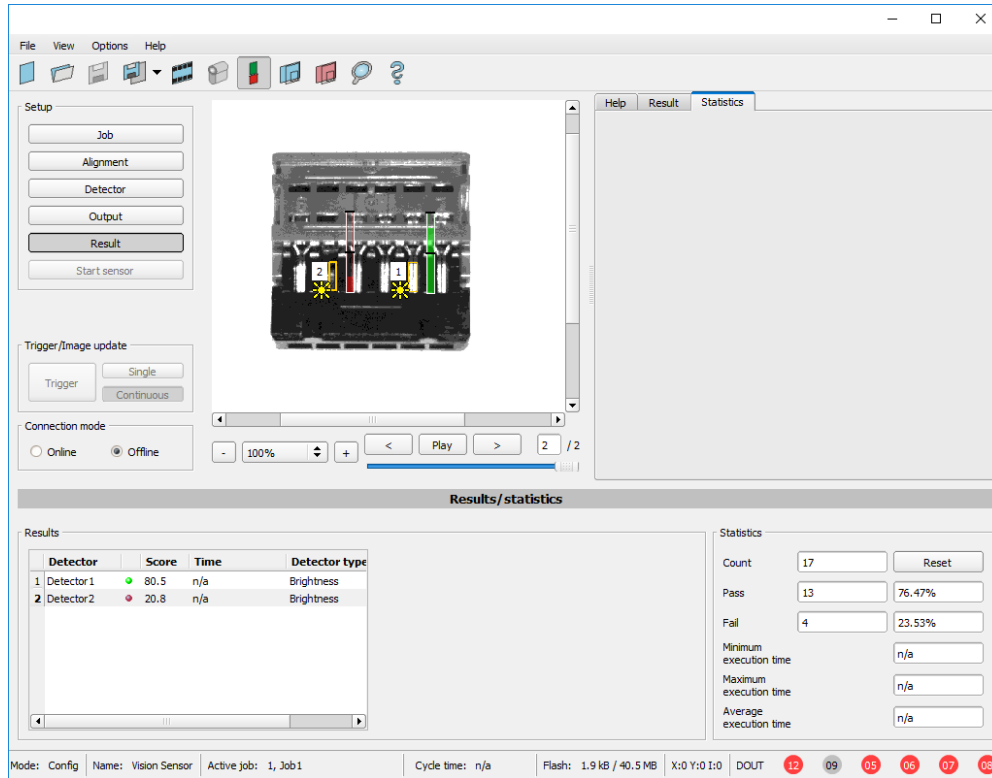 File View Options Help
Help Result Statistics
Setup
Job
Alignment
Detector
Output
Result
Start sensor
2 1
Trigger/Image update
Trigger
Single
Continuous
Connection mode
Online Offline
- 100% + < Play > 2 / 2
Results/statistics
Results
Detector Score Time Detector type
1 Detector1 80.5 n/a Brightness
2 Detector2 20.8 n/a Brightness
Statistics
Count 17 Reset
Pass 13 76.47%
Fail 4 23.53%
Minimum
execution time n/a
Maximum
execution time n/a
Average
execution time n/a
Mode: Config Name: Vision Sensor Active job: 1, Job1 Cycle time: n/a Flash: 1.9 kB / 40.5 MB X:0 Y:0 I:0 DOUT 12 09 05 06 07 08